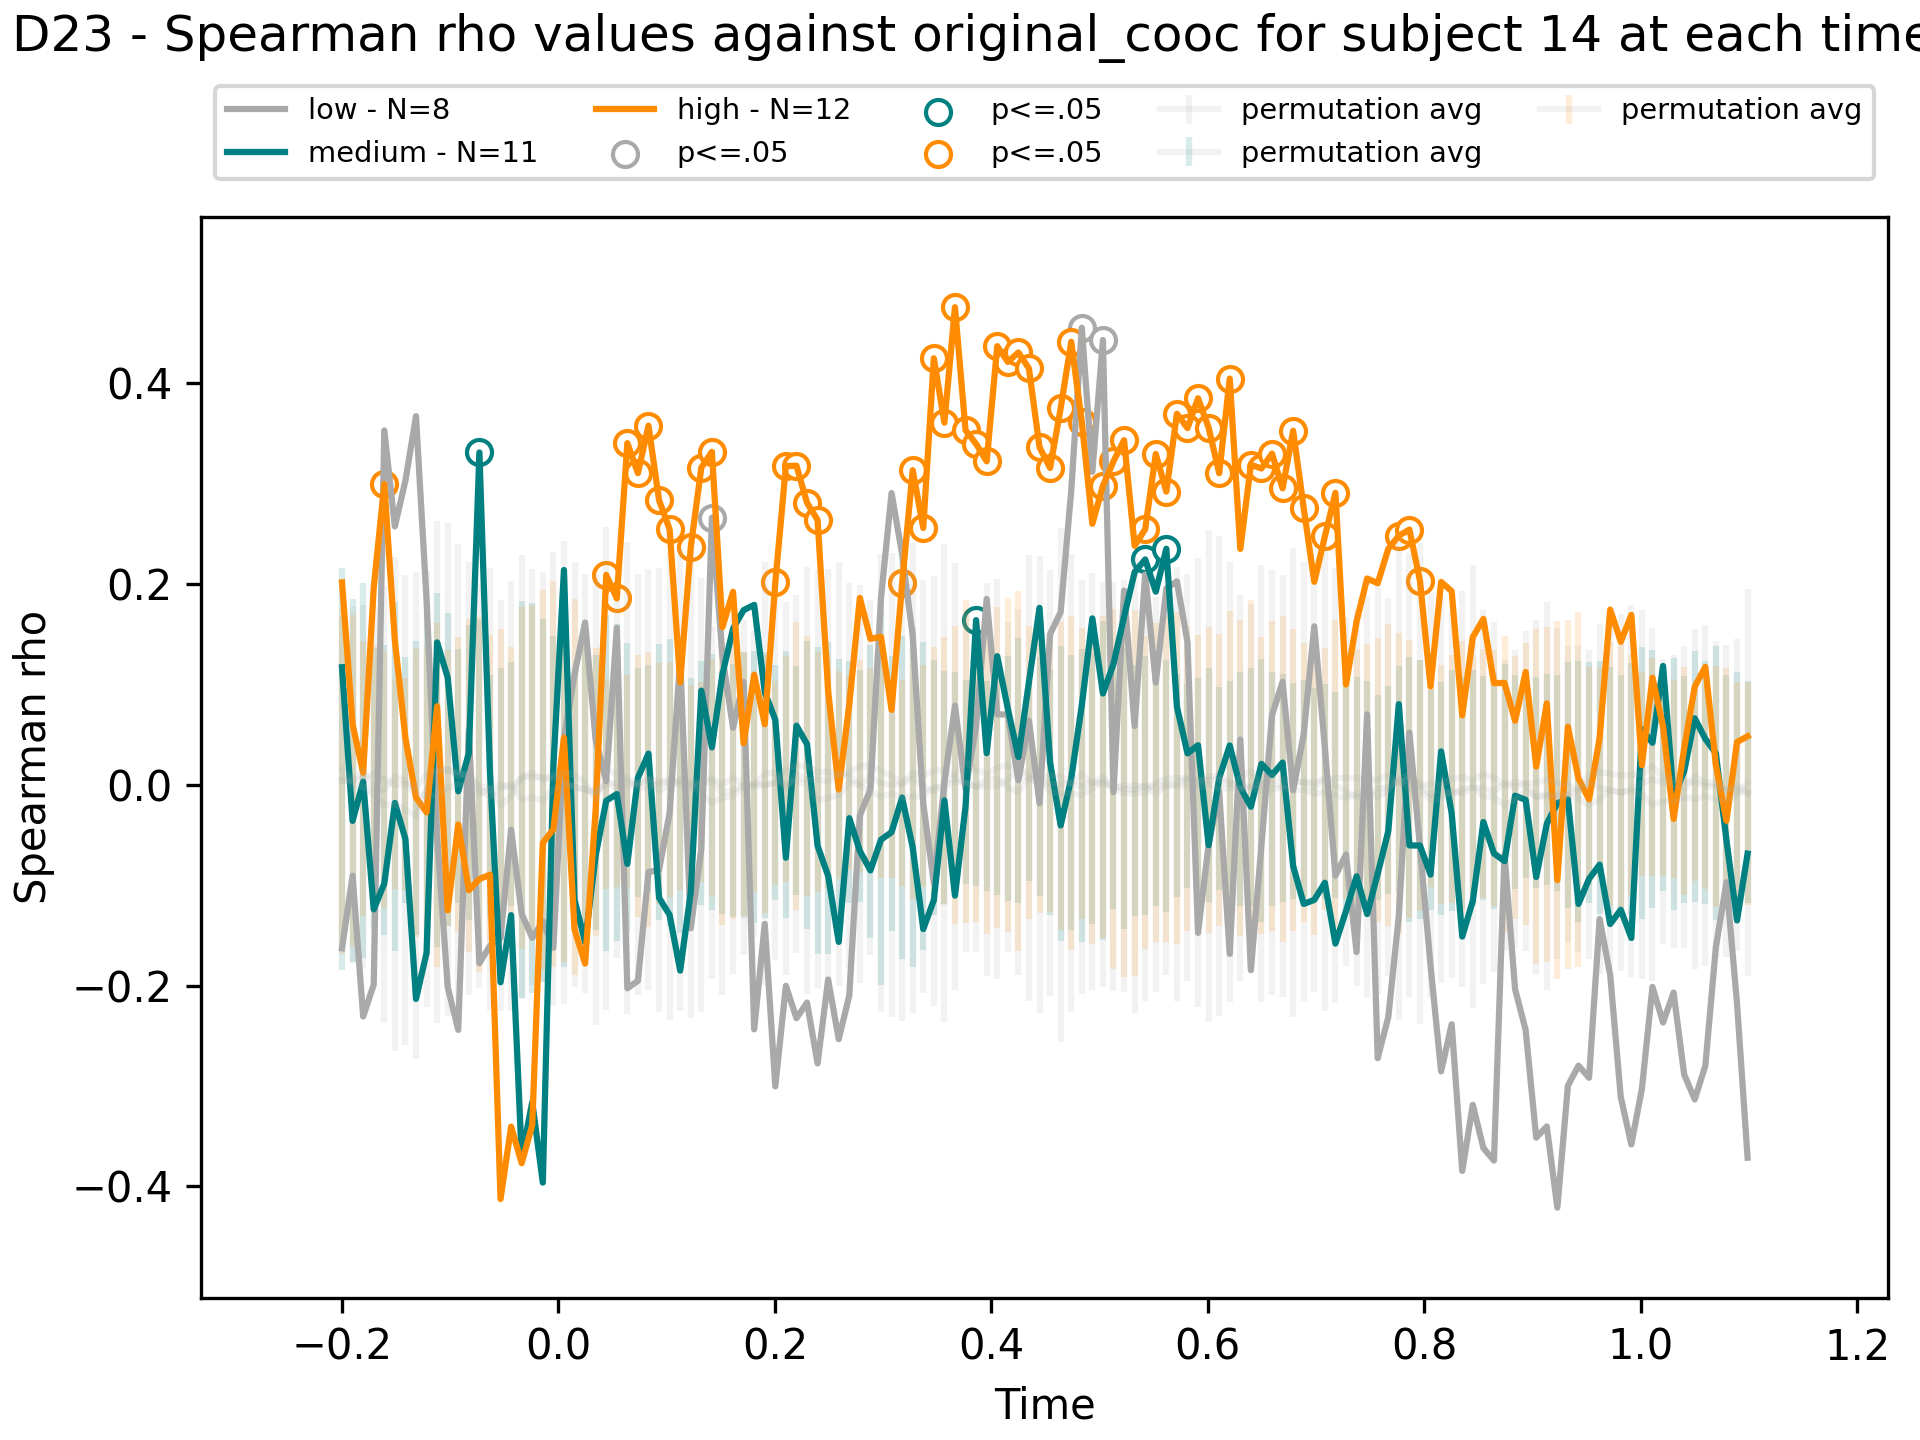 D23 - Spearman rho values against original_cooc for subject 14 at each time
low - N=8 high - N=12 p<=.05 permutation avg permutation avg
medium - N=11 p<=.05 p<=.05 permutation avg
Spearman rho
0.4
0.2
0.0
−0.2
−0.4
−0.2 0.0 0.2 0.4 0.6 0.8 1.0 1.2
Time